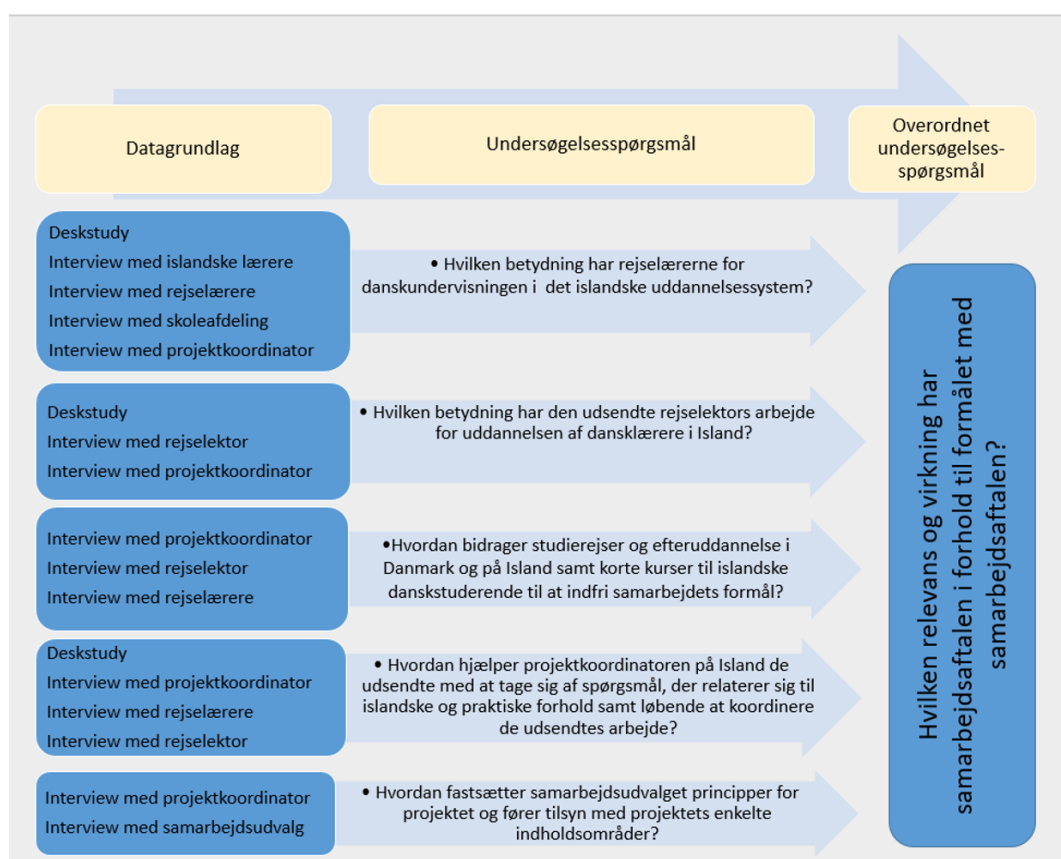 Datagrundlag
Undersøgelsesspørgsmål
Overordnet
undersøgelses-
spørgsmål
Deskstudy
Interview med islandske lærere
Interview med rejselærere
Interview med skoleafdeling
Interview med projektkoordinator
• Hvilken betydning har rejselærerne for
danskundervisningen i det islandske uddannelsessystem?
Deskstudy
Interview med rejselektor
Interview med projektkoordinator
• Hvilken betydning har den udsendte rejselektors arbejde
for uddannelsen af dansklærere i Island?
Interview med projektkoordinator
Interview med rejselektor
Interview med rejselærere
•Hvordan bidrager studierejser og efteruddannelse i
Danmark og på Island samt korte kurser til islandske
danskstuderende til at indfri samarbejdets formål?
Deskstudy
Interview med projektkoordinator
Interview med rejselærere
Interview med rejselektor
• Hvordan hjælper projektkoordinatoren på Island de
udsendte med at tage sig af spørgsmål, der relaterer sig til
islandske og praktiske forhold samt løbende at koordinere
de udsendtes arbejde?
Interview med projektkoordinator
Interview med samarbejdsudvalg
• Hvordan fastsætter samarbejdsudvalget principper for
projektet og fører tilsyn med projektets enkelte
indholdsområder?
Hvilken relevans og virkning har
samarbejdsaftalen i forhold til formålet med
samarbejdsaftalen?